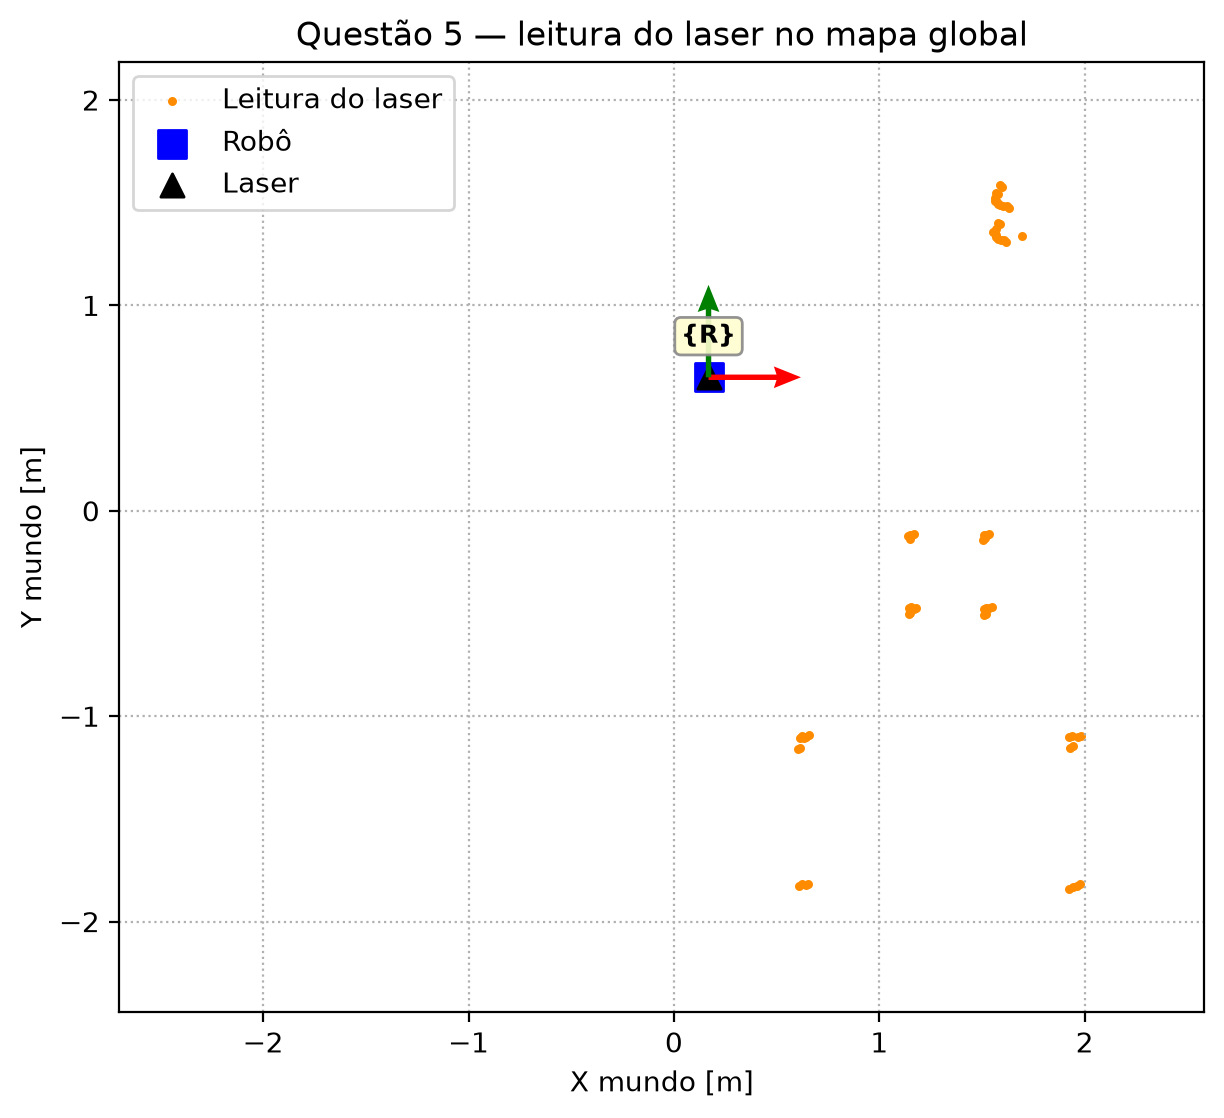 Questão 5 — leitura do laser no mapa global
Leitura do laser
Robô
Laser
{R}
2
1
0
−1
−2
Y mundo [m]
−2
−1
0
1
2
X mundo [m]